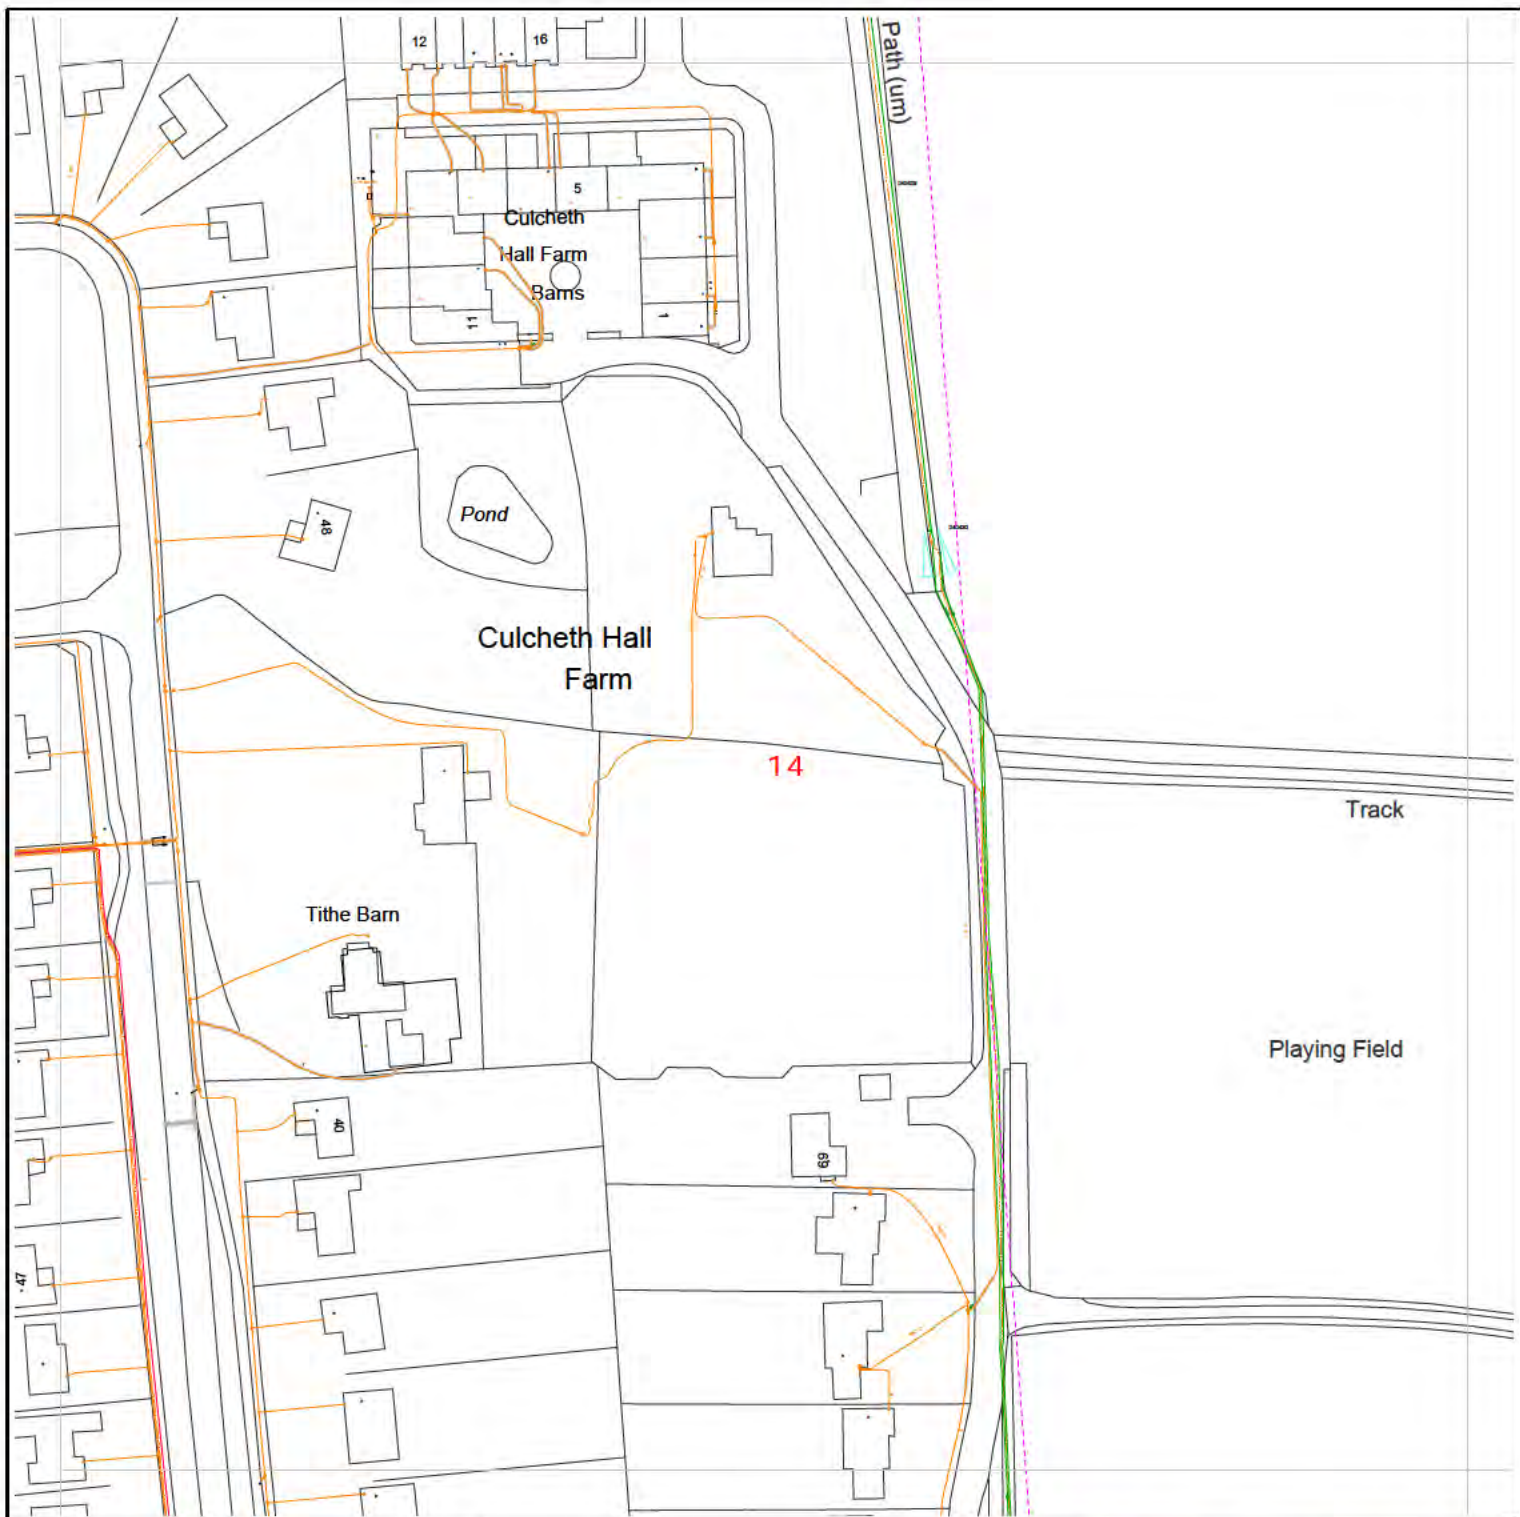 12
16
Path (um)
5
Culcheth
Hall Farm
Barns
11
1
48
Pond
Culcheth Hall
Farm
14
Track
Tithe Barn
Playing Field
40
69
47